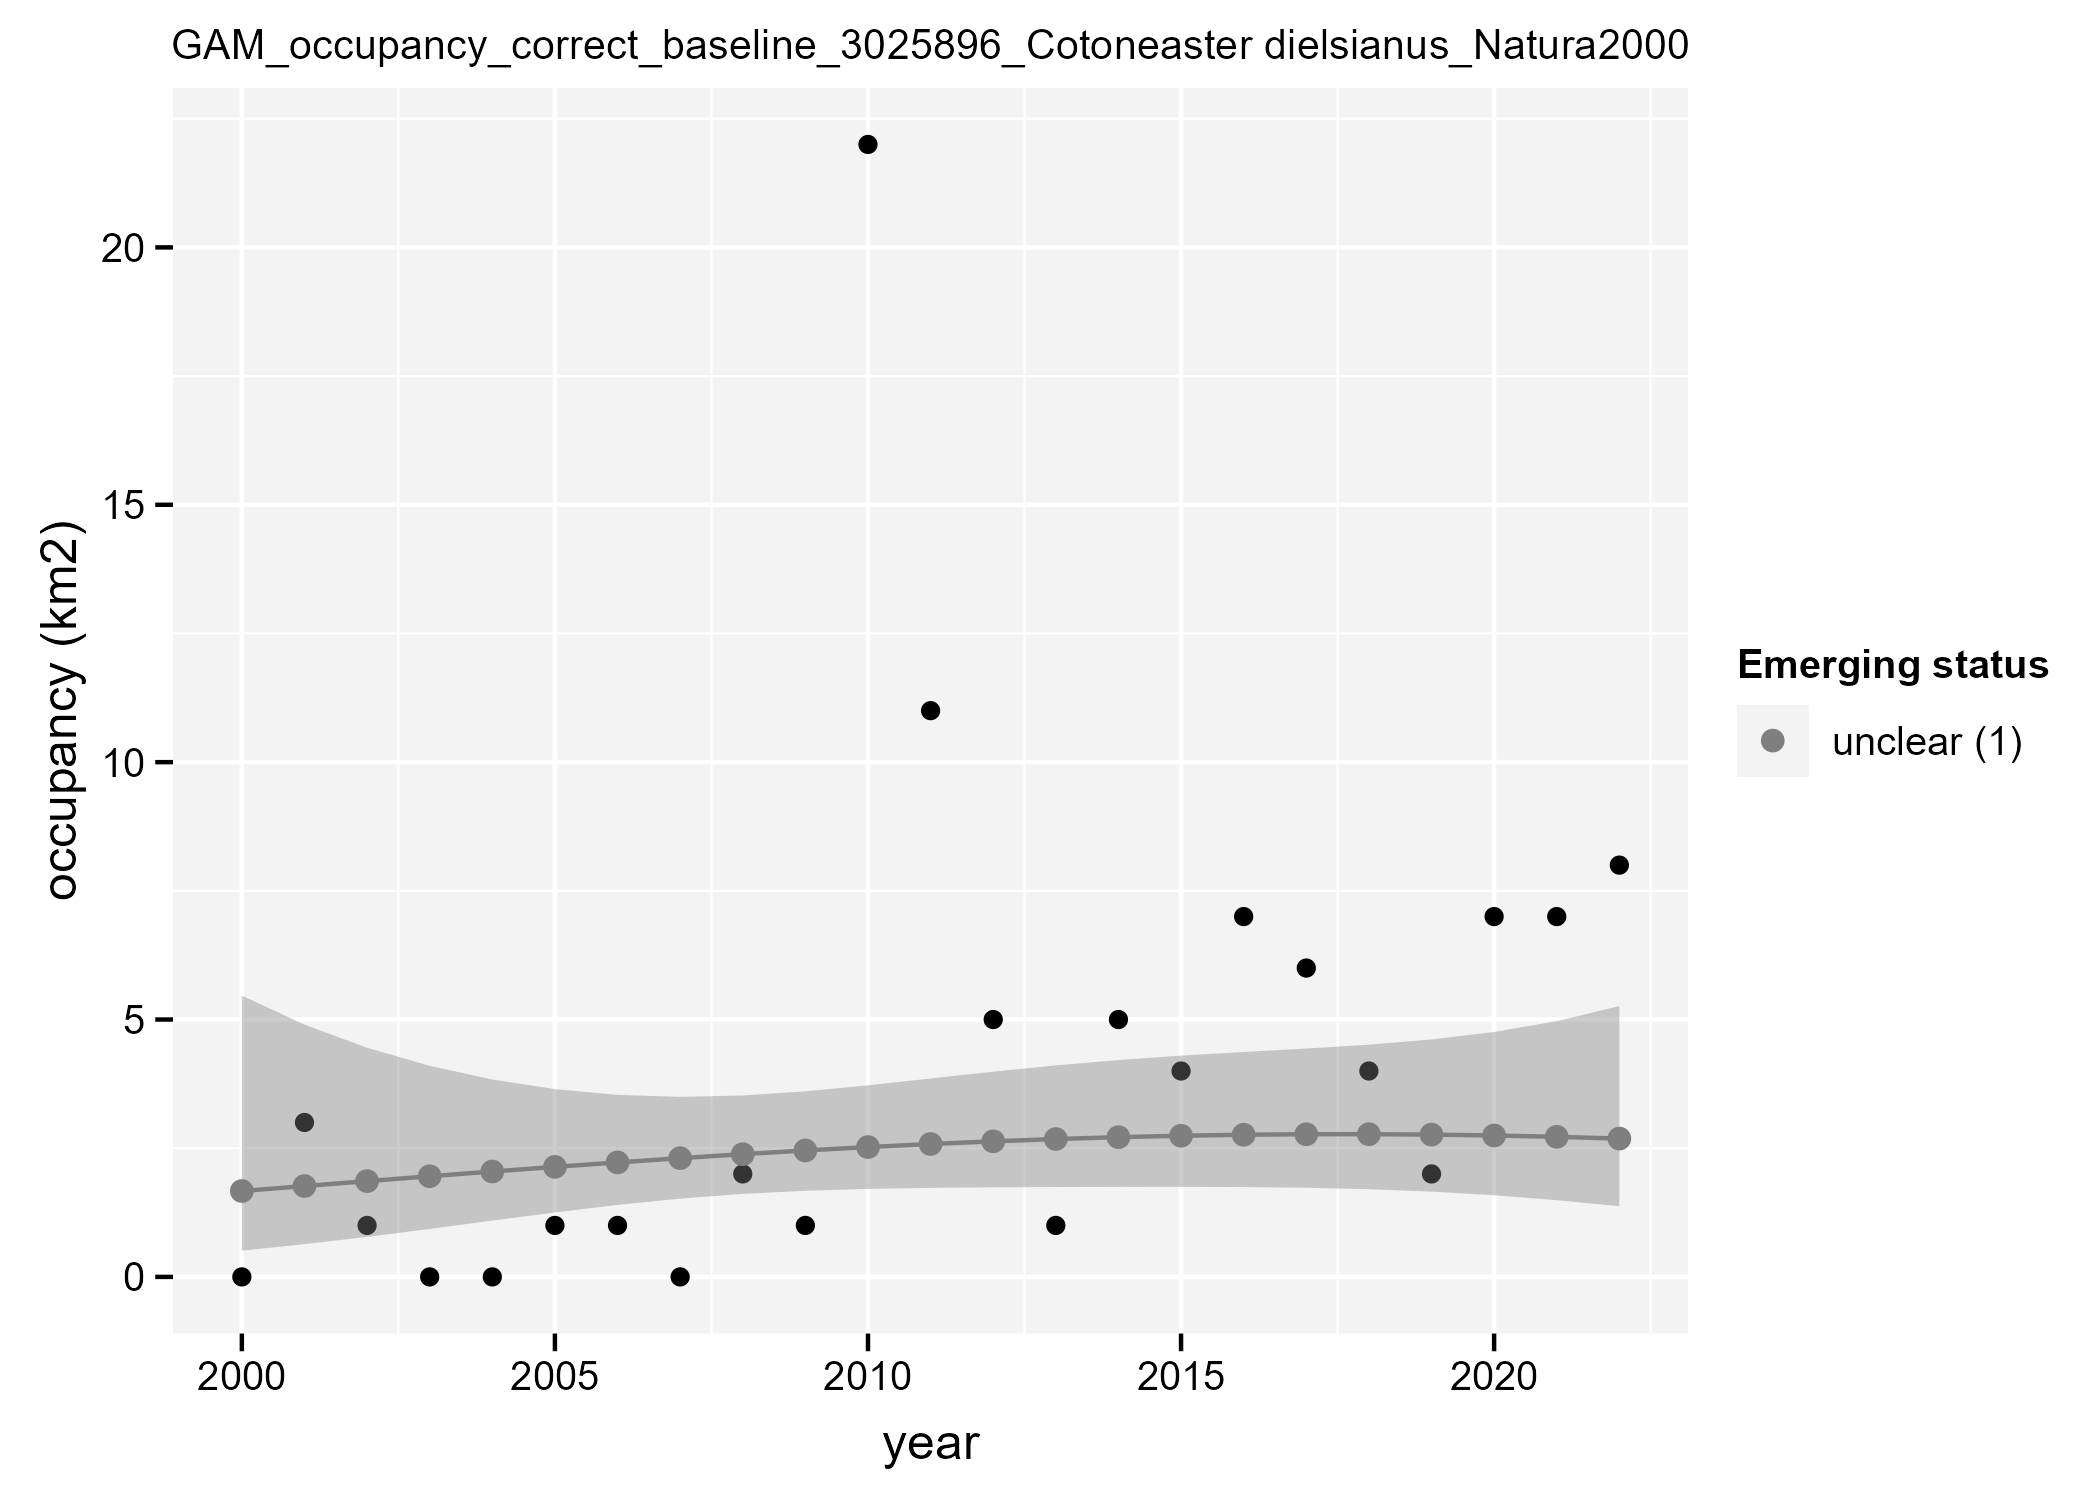 GAM_occupancy_correct_baseline_3025896_Cotoneaster dielsianus_Natura2000
occupancy (km2)
20
15
10
5
0
2000 2005 2010 2015 2020
year
Emerging status
unclear (1)